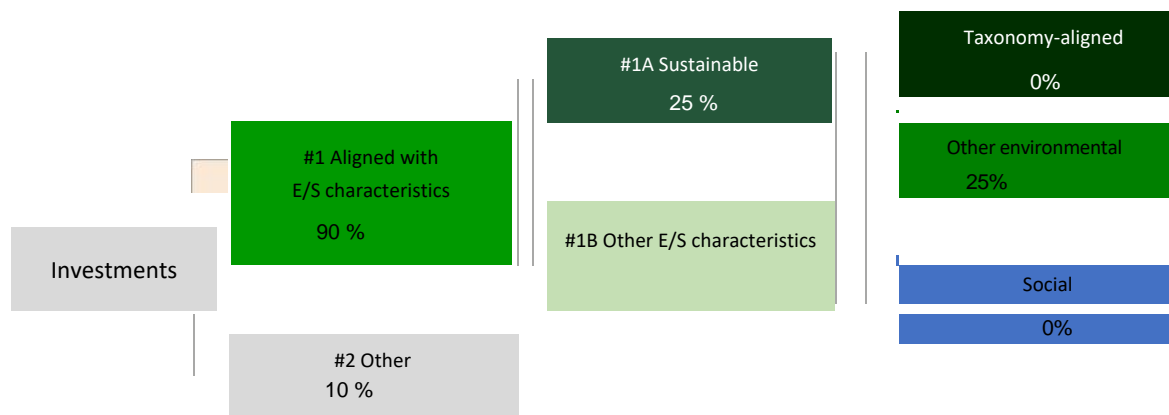 Investments
#1 Aligned with
E/S characteristics
90 %
#2 Other
10 %
#1A Sustainable
25 %
#1B Other E/S characteristics
Taxonomy-aligned
0%
Other environmental
25%
Social
0%